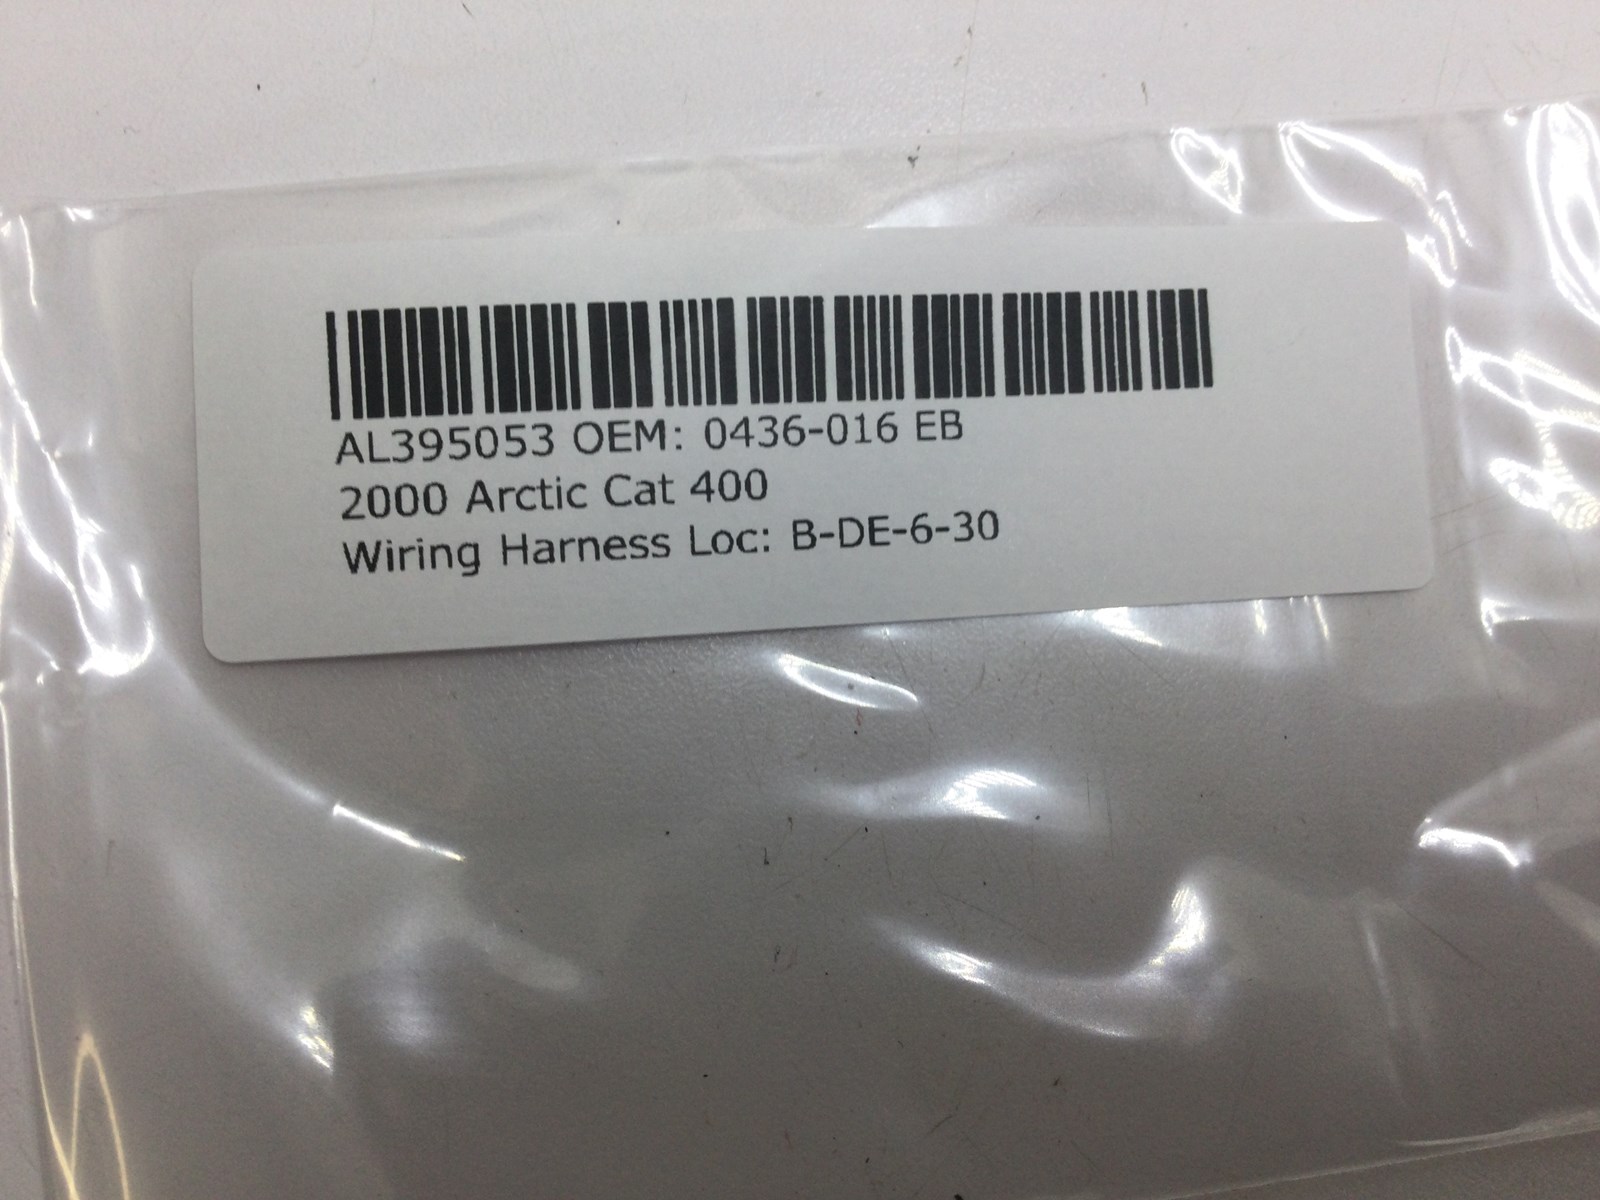 AL395053 OEM: 0436-016 EB
2000 Arctic Cat 400
Wiring Harness Loc: B-DE-6-30